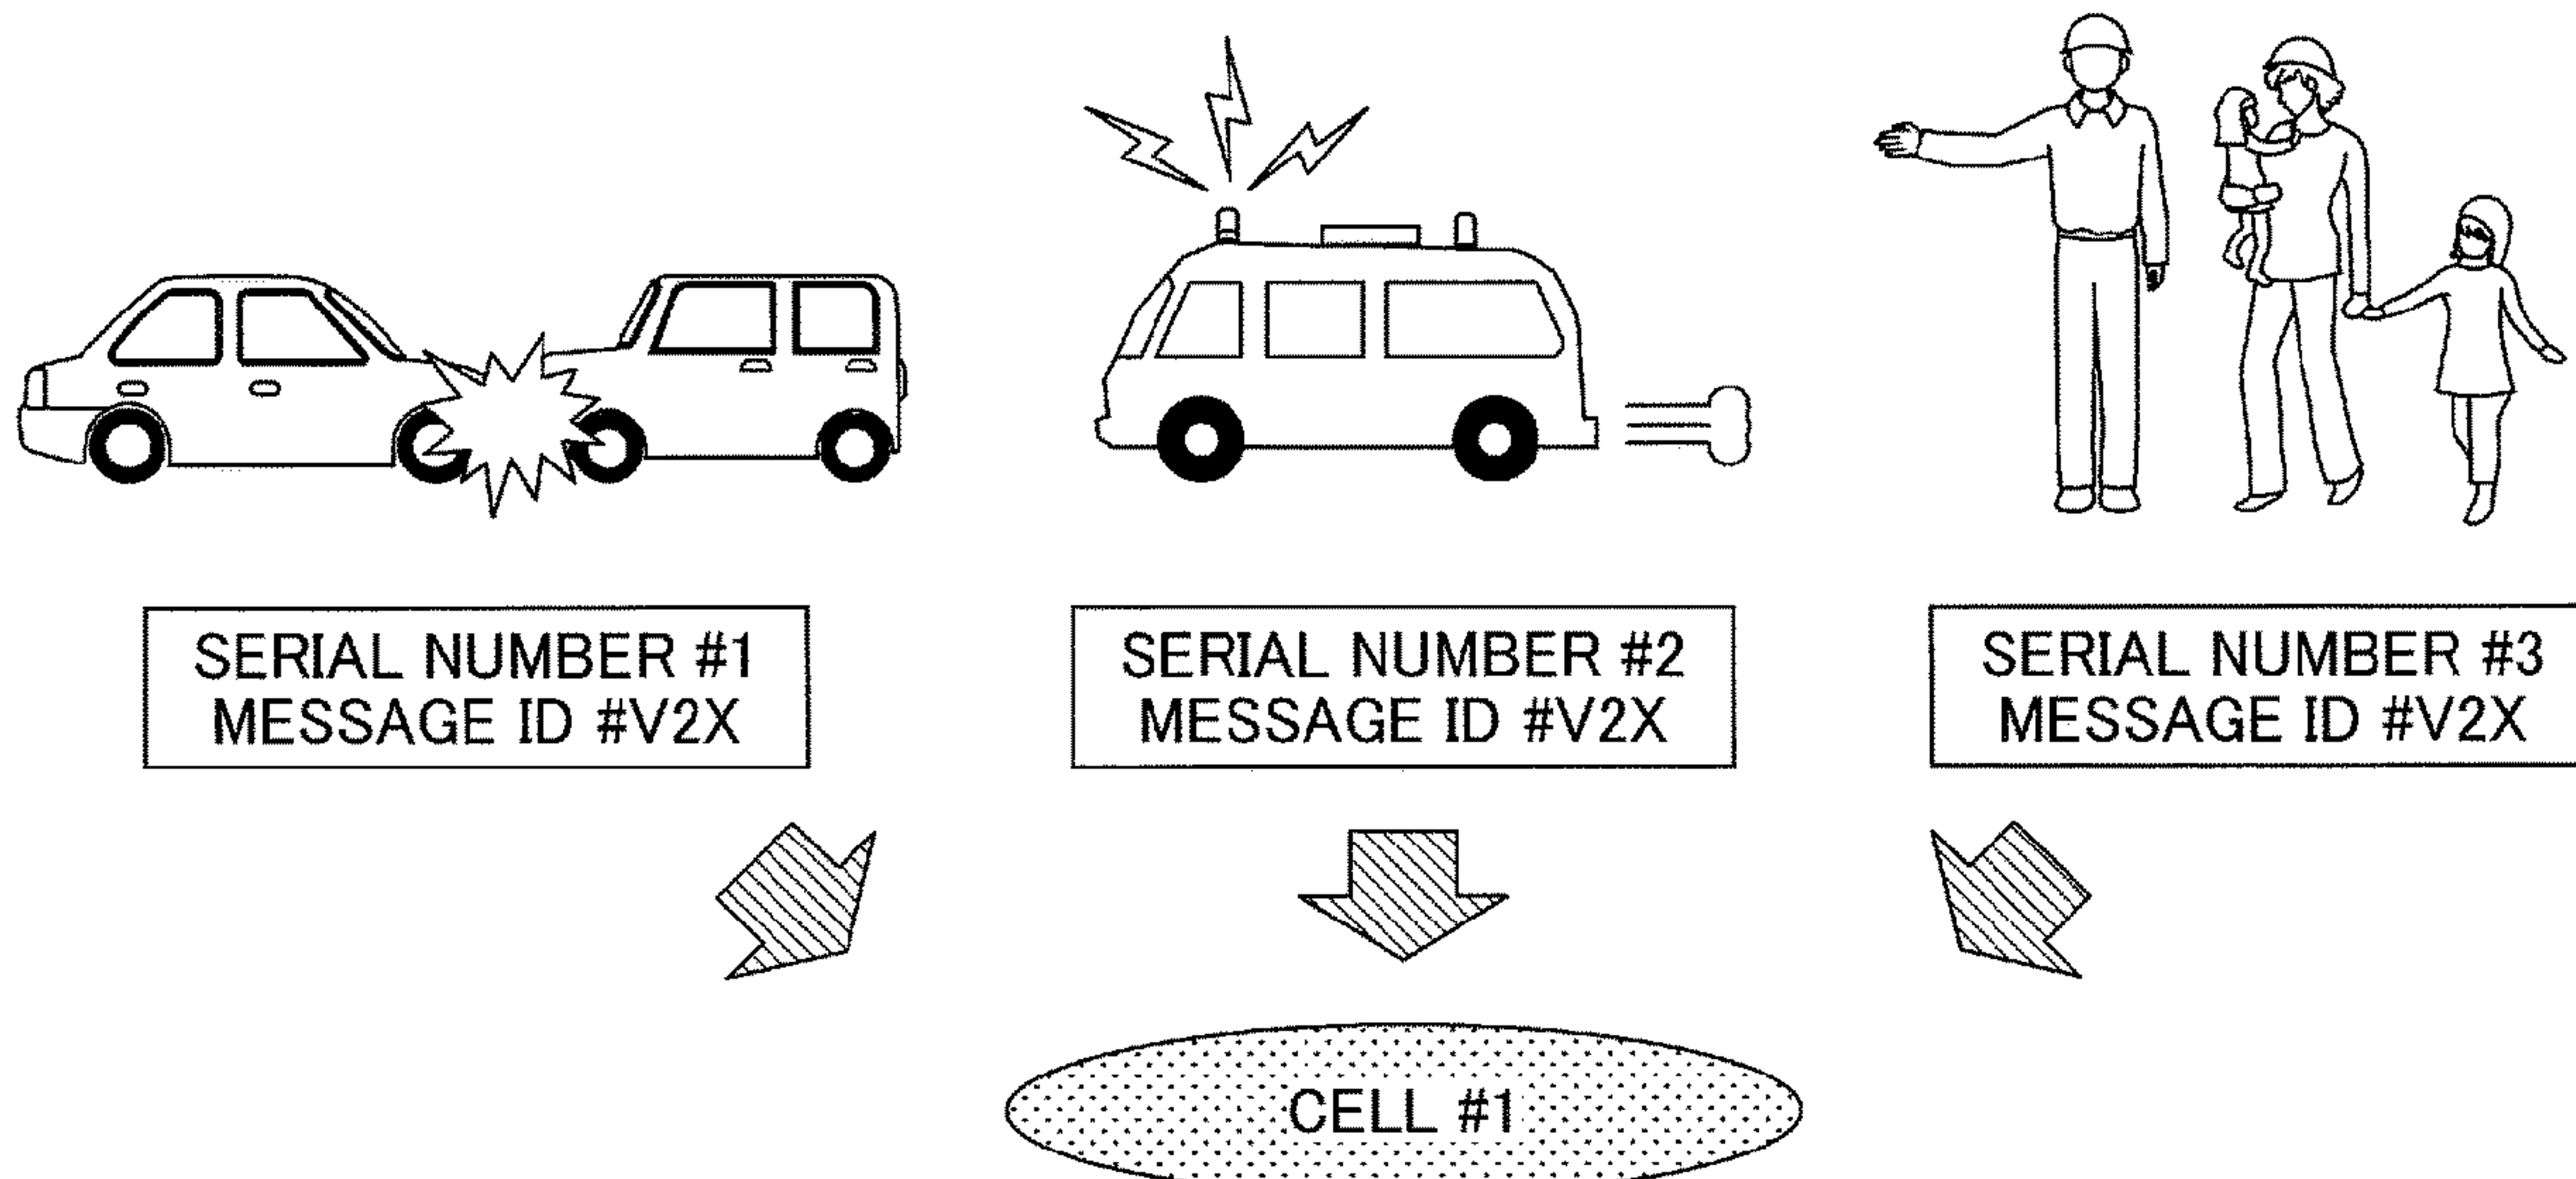 SERIAL NUMBER #1
MESSAGE ID #V2X
SERIAL NUMBER #2
MESSAGE ID #V2X
SERIAL NUMBER #3
MESSAGE ID #V2X
CELL #1